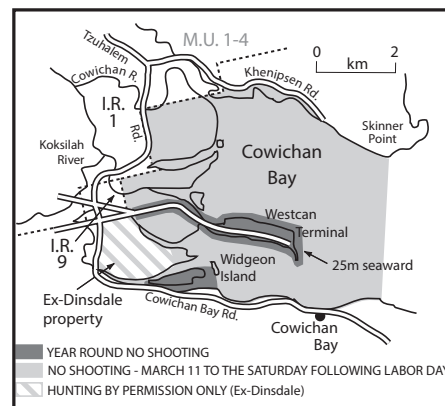 M.U. 1-4
0 2
km
Tzuhalem
Cowichan R.
Khenipsen Rd.
I.R.
1
Rd.
Skinner
Point
Koksilah
River
Cowichan
Bay
Westcan
Terminal
I.R.
9
Widgeon
Island
25m seaward
Ex-Dinsdale
property
Cowichan Bay Rd.
Cowichan
Bay
YEAR ROUND NO SHOOTING
NO SHOOTING - MARCH 11 TO THE SATURDAY FOLLOWING LABOR DAY
HUNTING BY PERMISSION ONLY (Ex-Dinsdale)